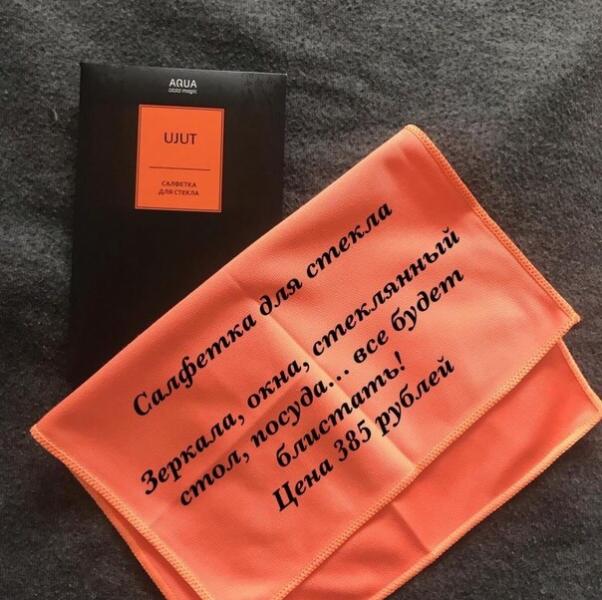 AQUA
UJUT
САЛФЕТКА
ДЛЯ СТЕКЛА
Салфетка для стекла
Зеркала, окна, стеклянный
стол, посуда... все будет
блистать!
Цена 385 рублей